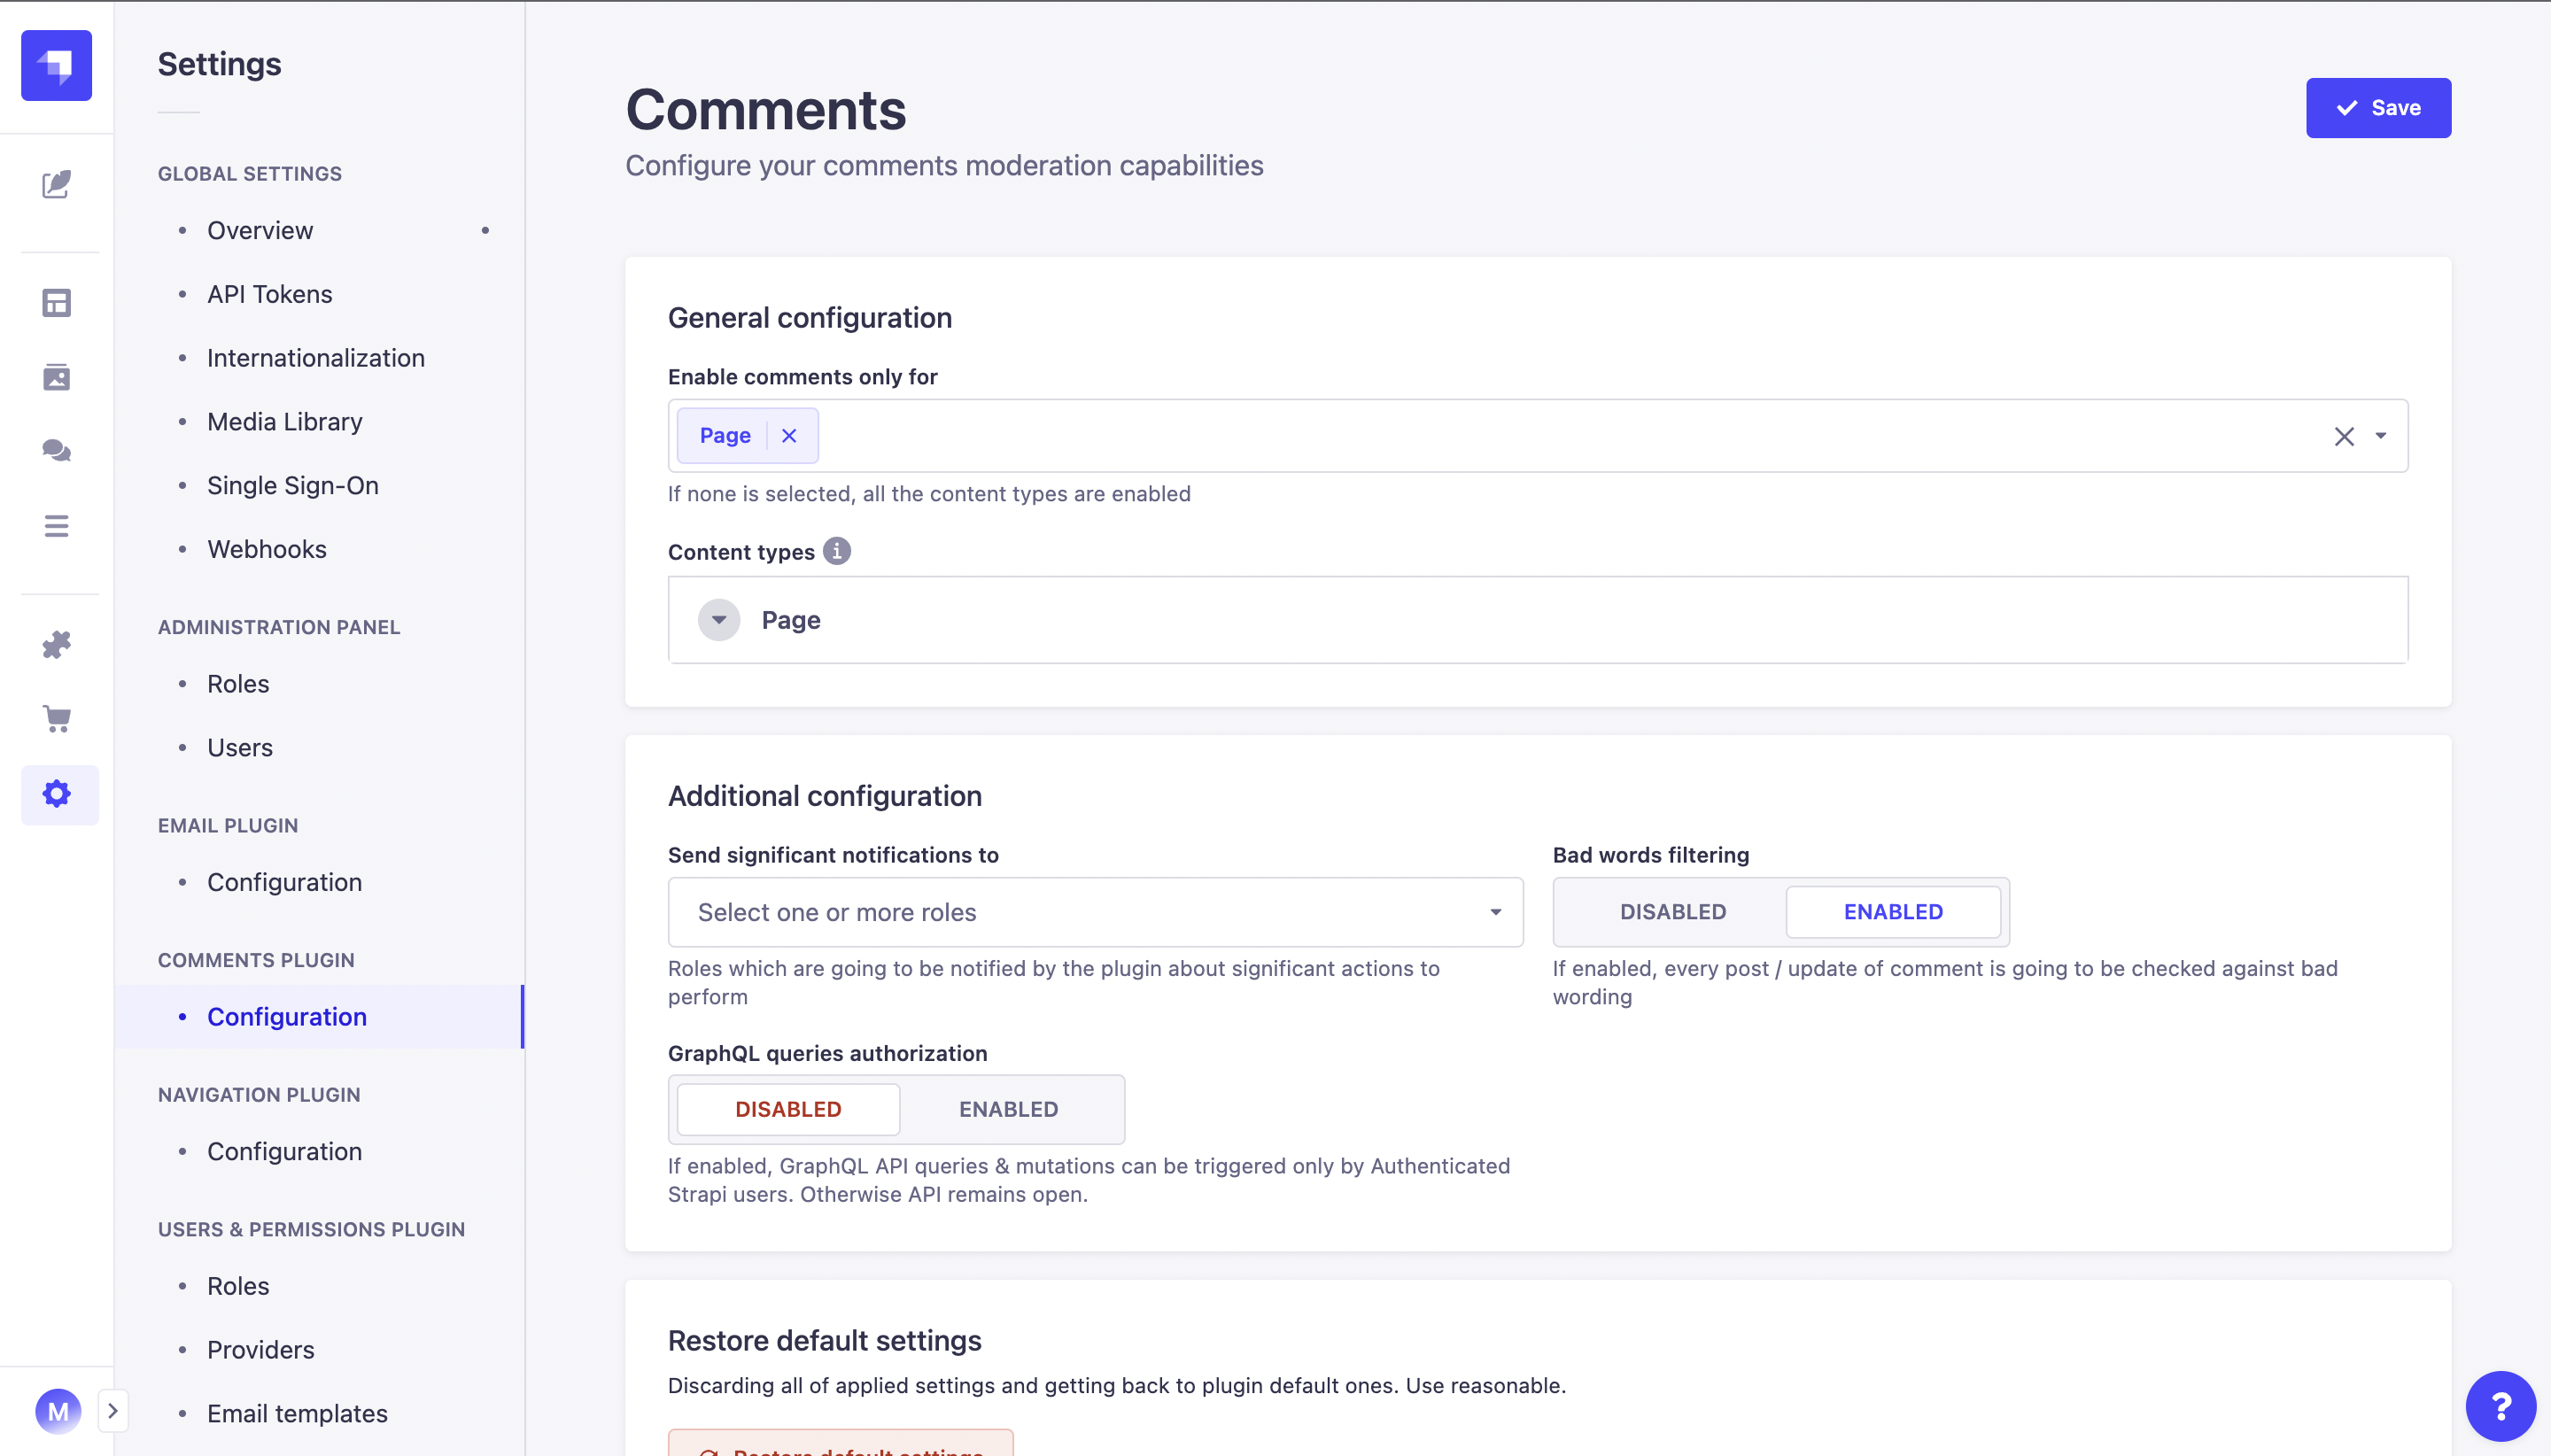 Settings
GLOBAL SETTINGS
Overview
API Tokens
Internationalization
Media Library
Single Sign-On
Webhooks
ADMINISTRATION PANEL
Roles
Users
EMAIL PLUGIN
Configuration
COMMENTS PLUGIN
Configuration
NAVIGATION PLUGIN
Configuration
USERS & PERMISSIONS PLUGIN
Roles
Providers
Email templates
M
Comments
Save
Configure your comments moderation capabilities
General configuration
Enable comments only for
Page
If none is selected, all the content types are enabled
Content types
Page
Additional configuration
Send significant notifications to
Select one or more roles
Roles which are going to be notified by the plugin about significant actions to
perform
Bad words filtering
DISABLED ENABLED
If enabled, every post / update of comment is going to be checked against bad
wording
GraphQL queries authorization
DISABLED ENABLED
If enabled, GraphQL API queries & mutations can be triggered only by Authenticated
Strapi users. Otherwise API remains open.
Restore default settings
Discarding all of applied settings and getting back to plugin default ones. Use reasonable.
Restore default settings
?